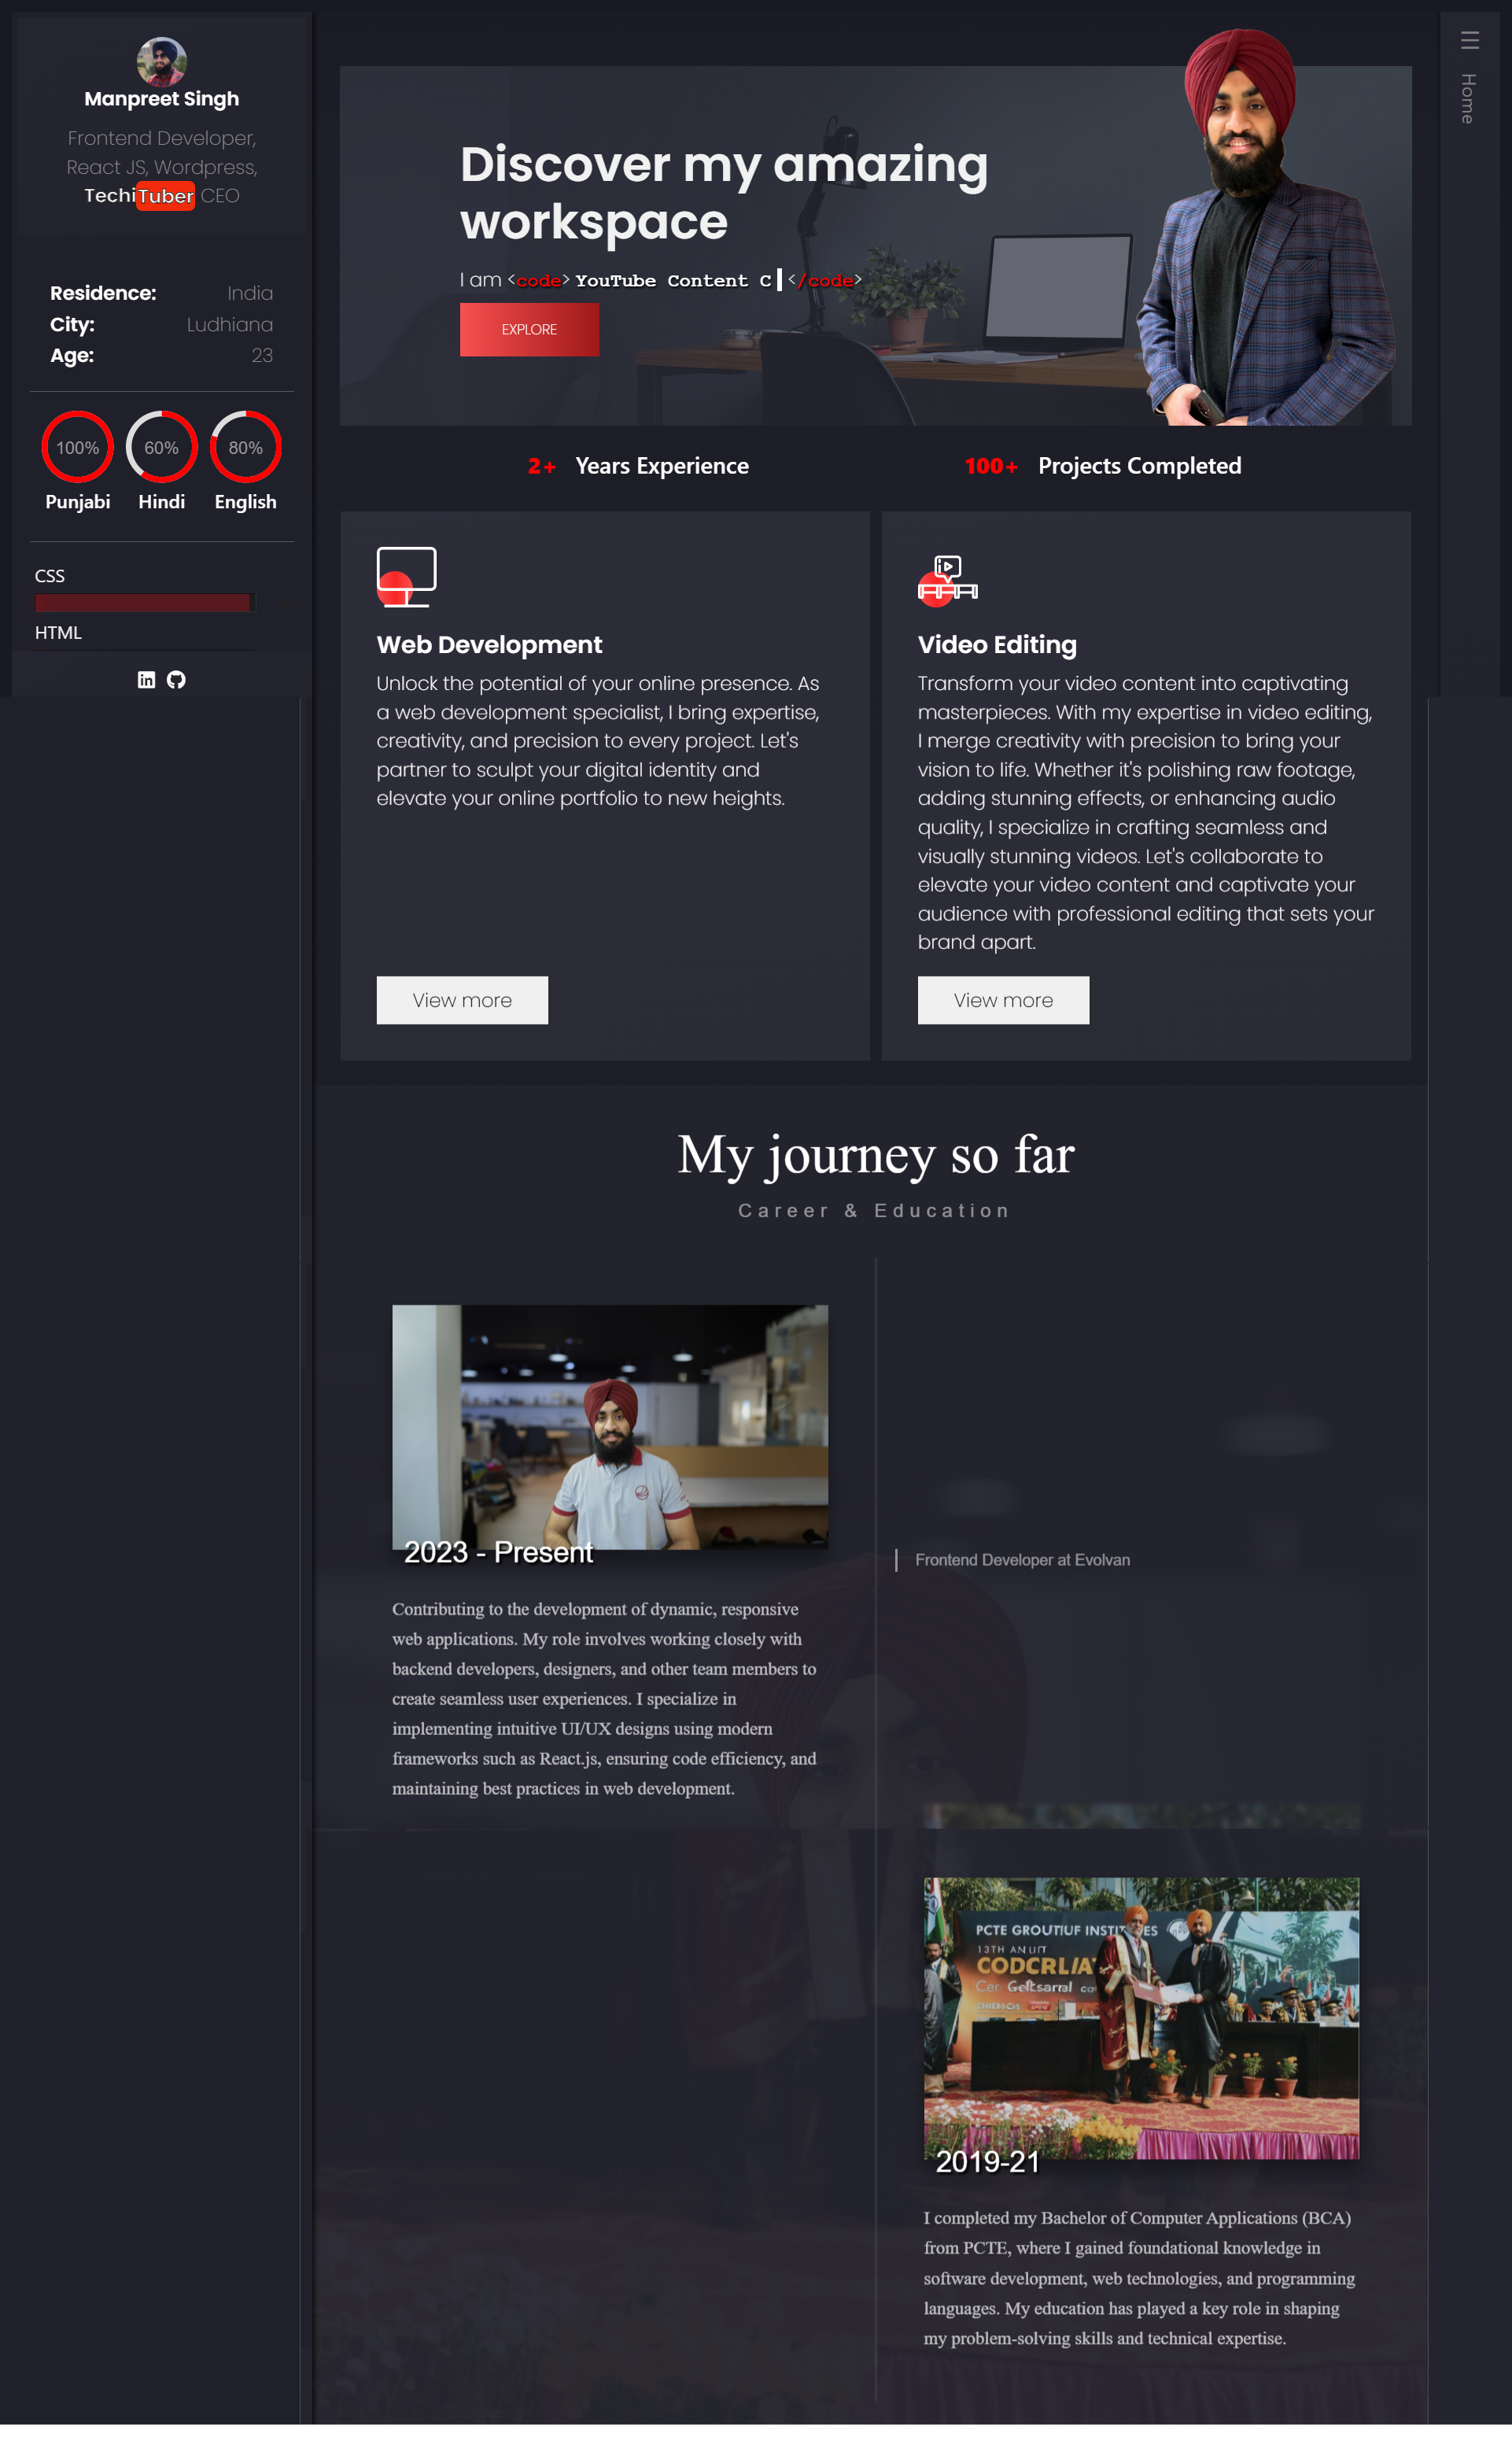 Manpreet Singh
Frontend Developer,
React JS, Wordpress,
TechiTuber CEO
Residence: India
City: Ludhiana
Age: 23
100%
60%
80%
Punjabi
Hindi
English
CSS
HTML
Home
Discover my amazing
workspace
I am <code> YouTube Content C </code>
EXPLORE
2+ Years Experience
100+ Projects Completed
Web Development
Unlock the potential of your online presence. As
a web development specialist, I bring expertise,
creativity, and precision to every project. Let's
partner to sculpt your digital identity and
elevate your online portfolio to new heights.
View more
Video Editing
Transform your video content into captivating
masterpieces. With my expertise in video editing,
I merge creativity with precision to bring your
vision to life. Whether it's polishing raw footage,
adding stunning effects, or enhancing audio
quality, I specialize in crafting seamless and
visually stunning videos. Let's collaborate to
elevate your video content and captivate your
audience with professional editing that sets your
brand apart.
View more
My journey so far
Career & Education
2023 - Present
Frontend Developer at Evolvan
Contributing to the development of dynamic, responsive
web applications. My role involves working closely with
backend developers, designers, and other team members to
create seamless user experiences. I specialize in
implementing intuitive UI/UX designs using modern
frameworks such as React.js, ensuring code efficiency, and
maintaining best practices in web development.
PCTE
13TH
2019-21
I completed my Bachelor of Computer Applications (BCA)
from PCTE, where I gained foundational knowledge in
software development, web technologies, and programming
languages. My education has played a key role in shaping
my problem-solving skills and technical expertise.